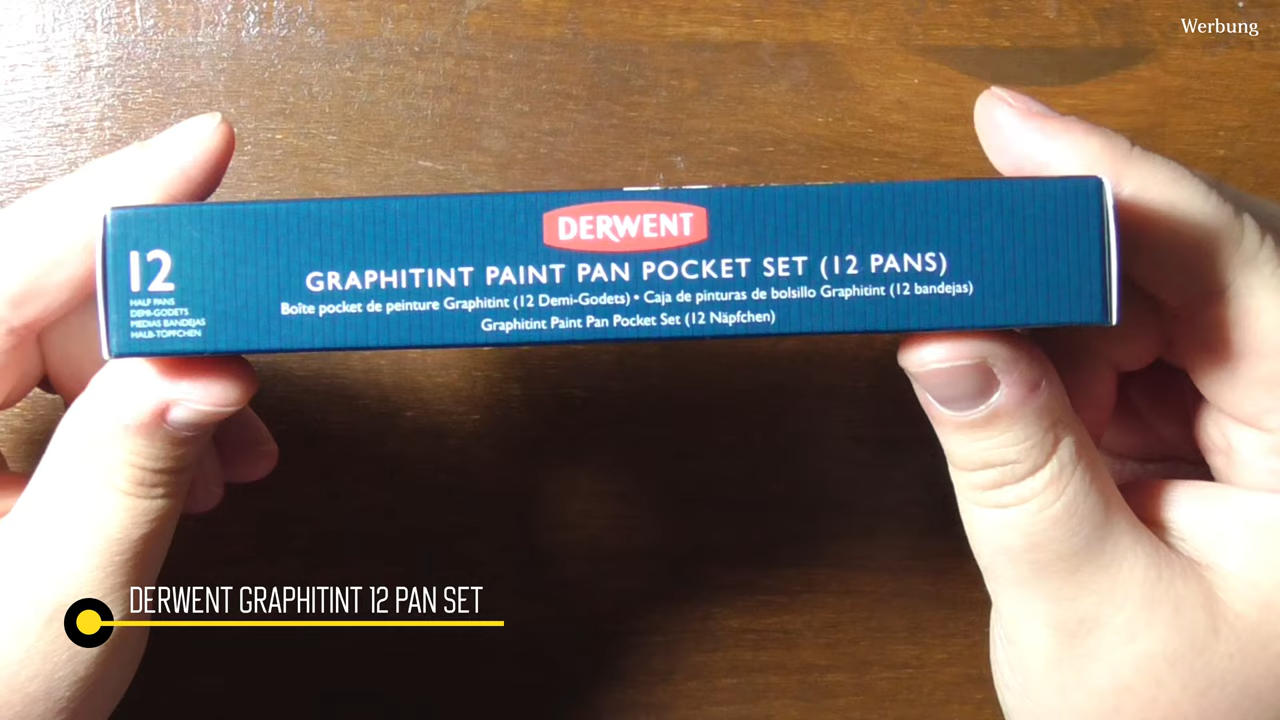 Werbung
DERWENT
12
HALF PANS
DEMI-GODETS
MEDIAS BANDEJAS
HALB-TÖPFCHEN
GRAPHITINT PAINT PAN POCKET SET (12 PANS)
Boîte pocket de peinture Graphitint (12 Demi-Godets) • Caja de pinturas de bolsillo Graphitint (12 bandejas)
Graphitint Paint Pan Pocket Set (12 Näpfchen)
DERWENT GRAPHITINT 12 PAN SET